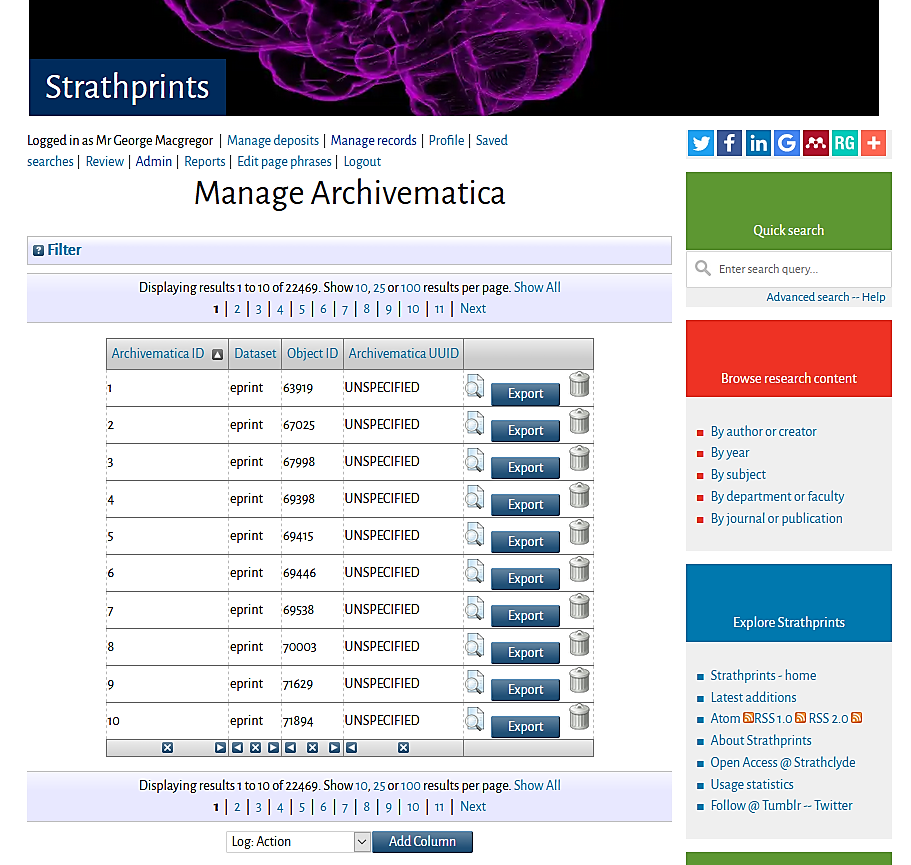 Strathprints
Logged in as Mr George Macgregor | Manage deposits | Manage records | Profile | Saved
searches | Review | Admin | Reports | Edit page phrases | Logout
Manage Archivematica
Filter
Displaying results 1 to 10 of 22469. Show 10, 25 or 100 results per page. Show All
1 | 2 | 3 | 4 | 5 | 6 | 7 | 8 | 9 | 10 | 11 | Next
Archivematica ID Dataset Object ID Archivematica UUID
1 eprint 63919 UNSPECIFIED Export
2 eprint 67025 UNSPECIFIED Export
3 eprint 67998 UNSPECIFIED Export
4 eprint 69398 UNSPECIFIED Export
5 eprint 69415 UNSPECIFIED Export
6 eprint 69446 UNSPECIFIED Export
7 eprint 69538 UNSPECIFIED Export
8 eprint 70003 UNSPECIFIED Export
9 eprint 71629 UNSPECIFIED Export
10 eprint 71894 UNSPECIFIED Export
Displaying results 1 to 10 of 22469. Show 10, 25 or 100 results per page. Show All
1 | 2 | 3 | 4 | 5 | 6 | 7 | 8 | 9 | 10 | 11 | Next
Log: Action Add Column
f in G RG +
Quick search
Enter search query...
Advanced search -- Help
Browse research content
By author or creator
By year
By subject
By department or faculty
By journal or publication
Explore Strathprints
Strathprints - home
Latest additions
Atom RSS 1.0 RSS 2.0
About Strathprints
Open Access @ Strathclyde
Usage statistics
Follow @ Tumblr -- Twitter